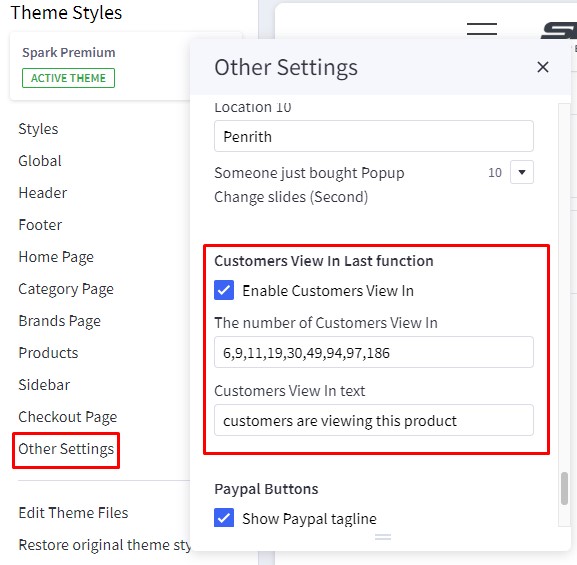 Theme Styles
Spark Premium
ACTIVE THEME
Styles
Global
Header
Footer
Home Page
Category Page
Brands Page
Products
Sidebar
Checkout Page
Other Settings
Edit Theme Files
Restore original theme sty
Other Settings
Location 10
Penrith
Someone just bought Popup 10
Change slides (Second)
Customers View In Last function
Enable Customers View In
The number of Customers View In
6,9,11,19,30,49,94,97,186
Customers View In text
customers are viewing this product
Paypal Buttons
Show Paypal tagline